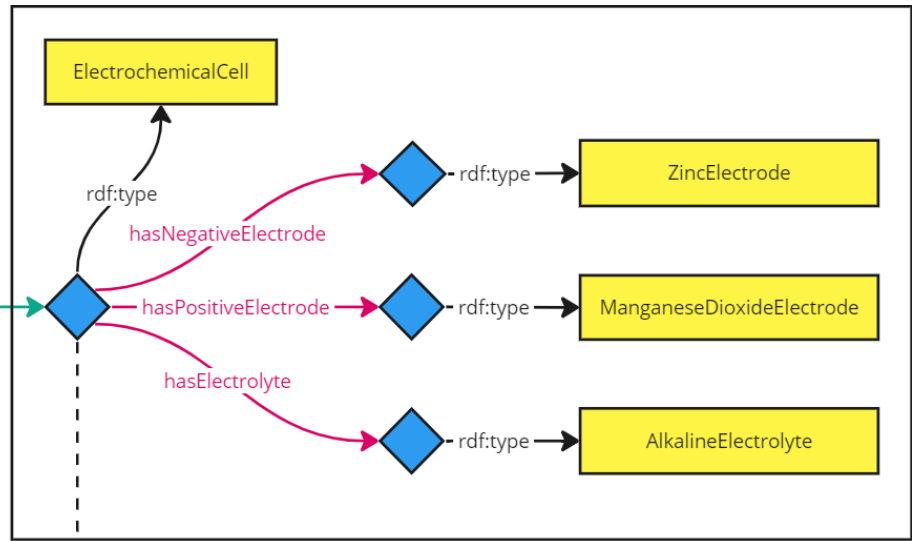 ElectrochemicalCell
rdf:type
hasNegativeElectrode
rdf:type
ZincElectrode
hasPositiveElectrode
rdf:type
ManganeseDioxideElectrode
hasElectrolyte
rdf:type
AlkalineElectrolyte